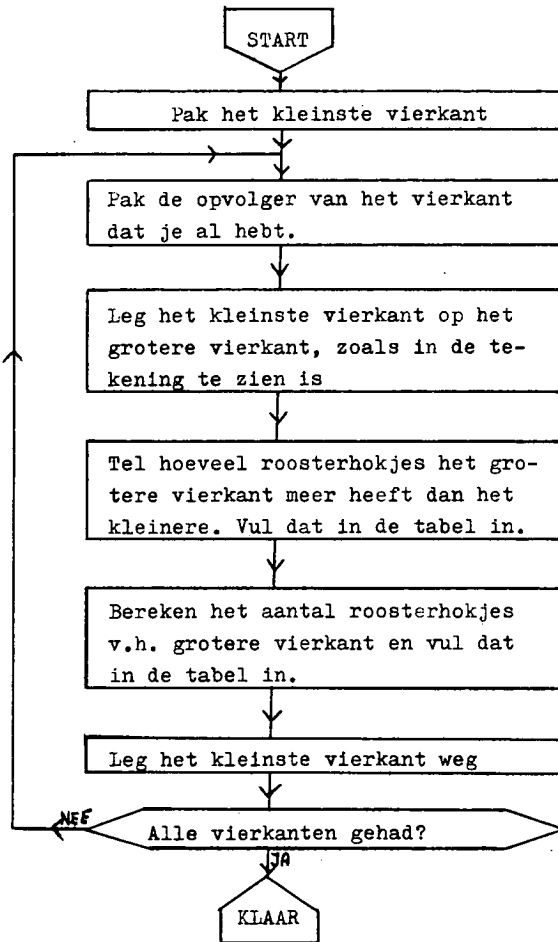 START
Pak het kleinste vierkant
Pak de opvolger van het vierkant
dat je al hebt.
Leg het kleinste vierkant op het
grotere vierkant, zoals in de te-
kening te zien is
Tel hoeveel roosterhokjes het gro-
tere vierkant meer heeft dan het
kleinere. Vul dat in de tabel in.
Bereken het aantal roosterhokjes
v.h. grotere vierkant en vul dat
in de tabel in.
Leg het kleinste vierkant weg
NEE
Alle vierkanten gehad?
JA
KLAAR